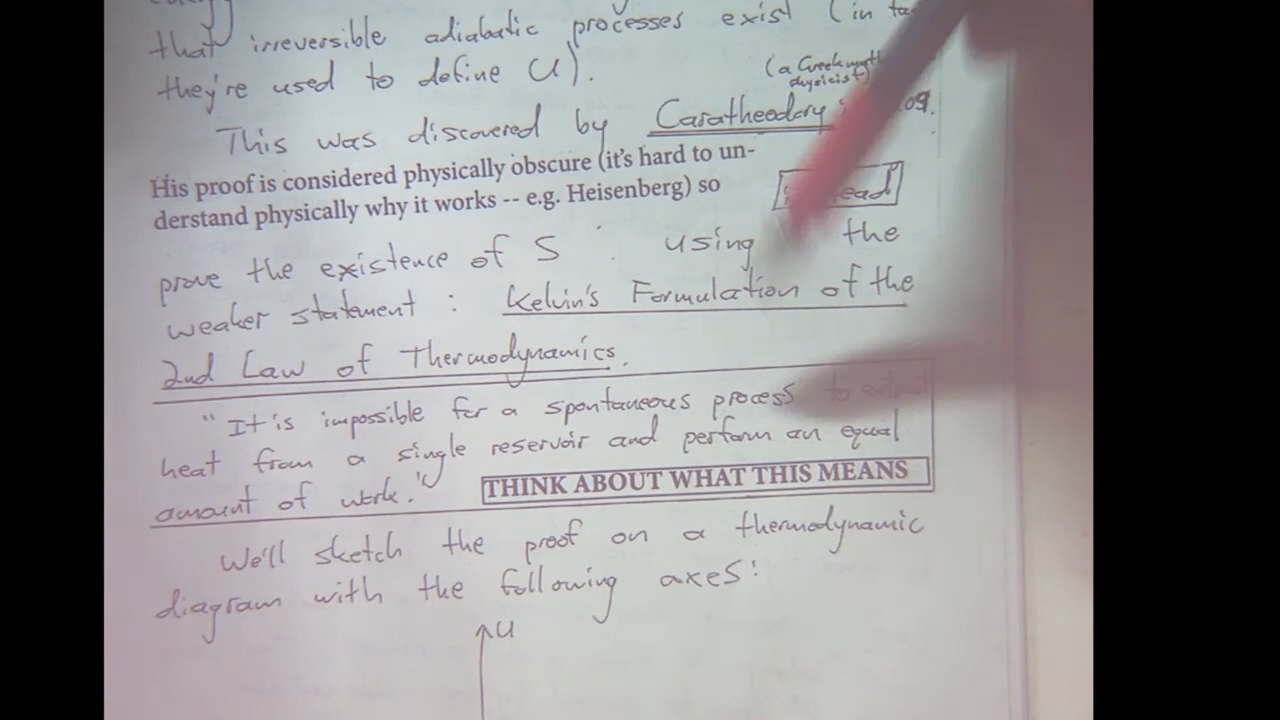 that irreversible adiabatic processes exist (in
they're used to define U).
(a Greek
physicist)
This was discovered by Caratheodory 09.
His proof is considered physically obscure (it's hard to un-
derstand physically why it works -- e.g. Heisenberg) so
prove the existence of S using the
weaker statement: Kelvin's Formulation of the
2nd Law of Thermodynamics.
"It is impossible for a spontaneous process to extract
heat from a single reservoir and perform an equal
amount of work."
THINK ABOUT WHAT THIS MEANS
We'll sketch the proof on a thermodynamic
diagram with the following axes:
U